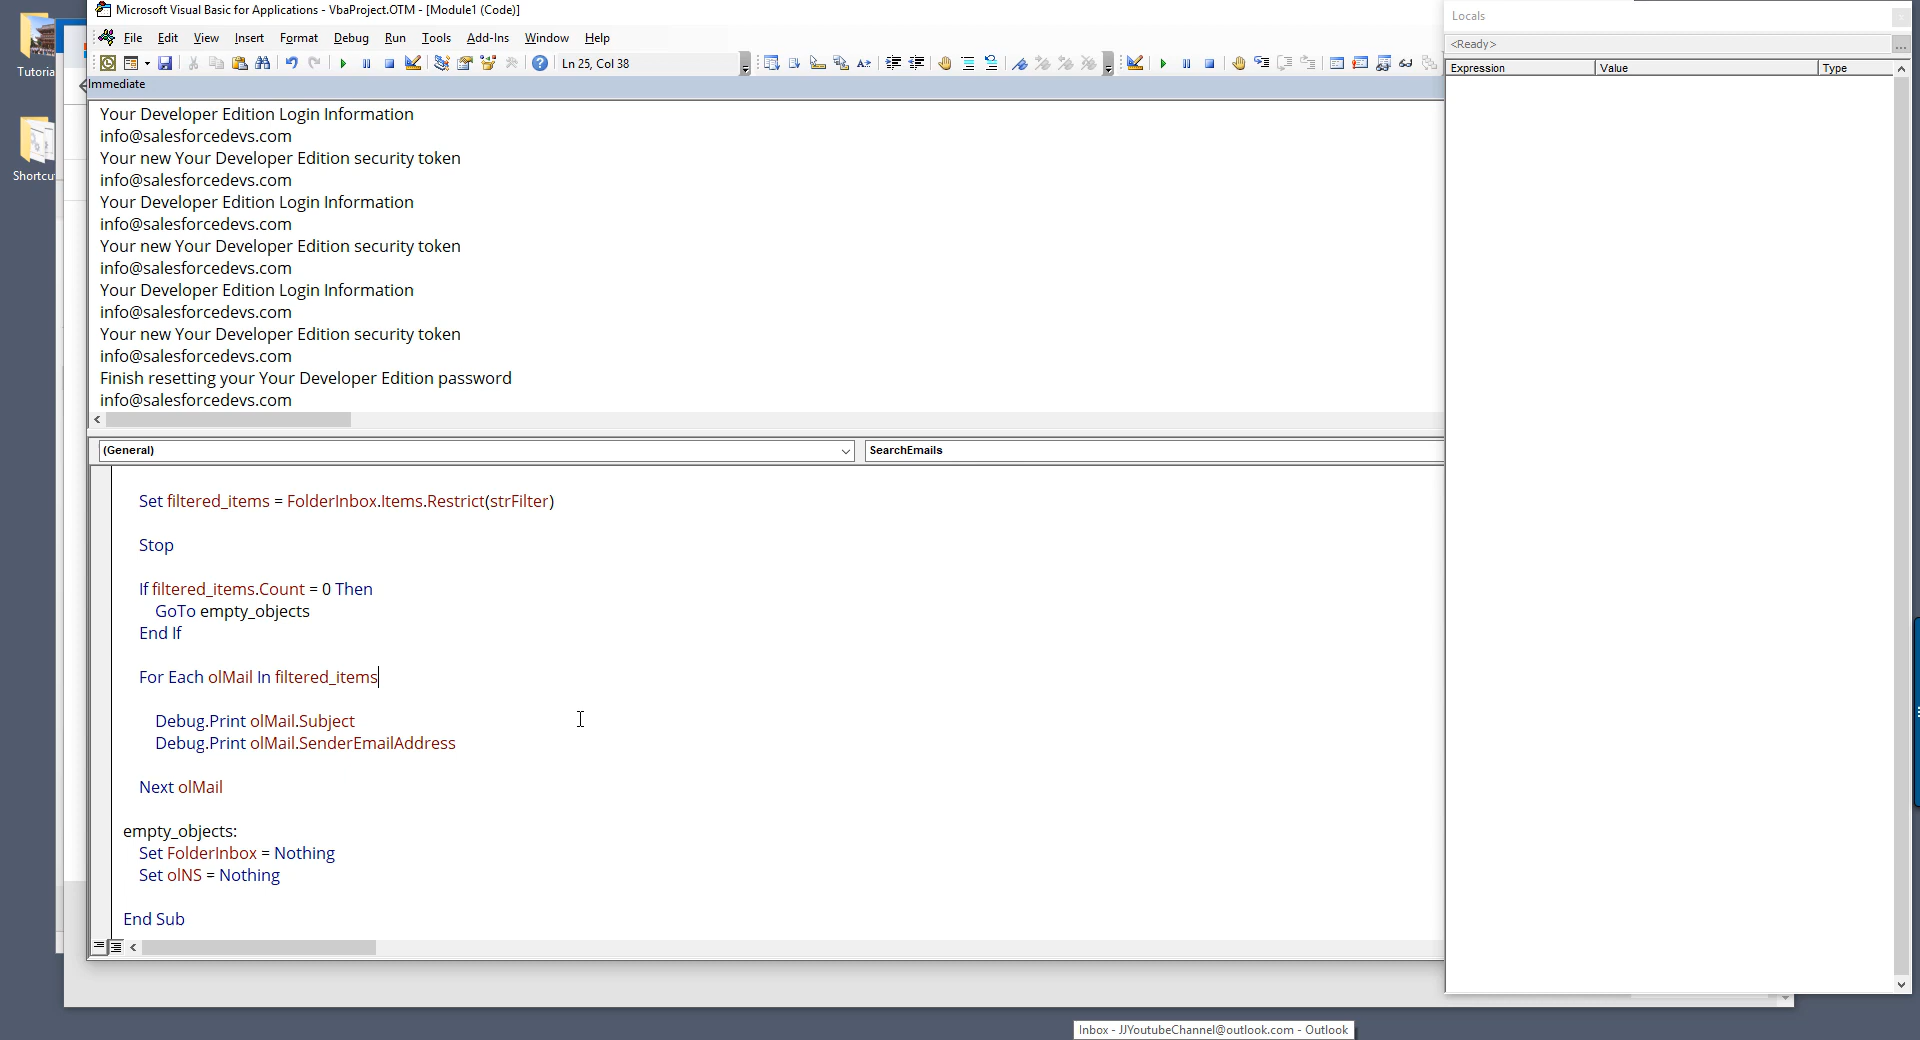 Tutoria
Shortcu
Microsoft Visual Basic for Applications - VbaProject.OTM - [Module1 (Code)]
File Edit View Insert Format Debug Run Tools Add-Ins Window Help
Ln 25, Col 38
Immediate
Your Developer Edition Login Information
info@salesforcedevs.com
Your new Your Developer Edition security token
info@salesforcedevs.com
Your Developer Edition Login Information
info@salesforcedevs.com
Your new Your Developer Edition security token
info@salesforcedevs.com
Your Developer Edition Login Information
info@salesforcedevs.com
Your new Your Developer Edition security token
info@salesforcedevs.com
Finish resetting your Your Developer Edition password
info@salesforcedevs.com
(General) SearchEmails
Set filtered_items = FolderInbox.Items.Restrict(strFilter)
Stop
If filtered_items.Count = 0 Then
GoTo empty_objects
End If
For Each olMail In filtered_items
Debug.Print olMail.Subject
Debug.Print olMail.SenderEmailAddress
Next olMail
empty_objects:
Set FolderInbox = Nothing
Set olNS = Nothing
End Sub
Locals
<Ready>
Expression Value Type
Inbox - JJYoutubeChannel@outlook.com - Outlook